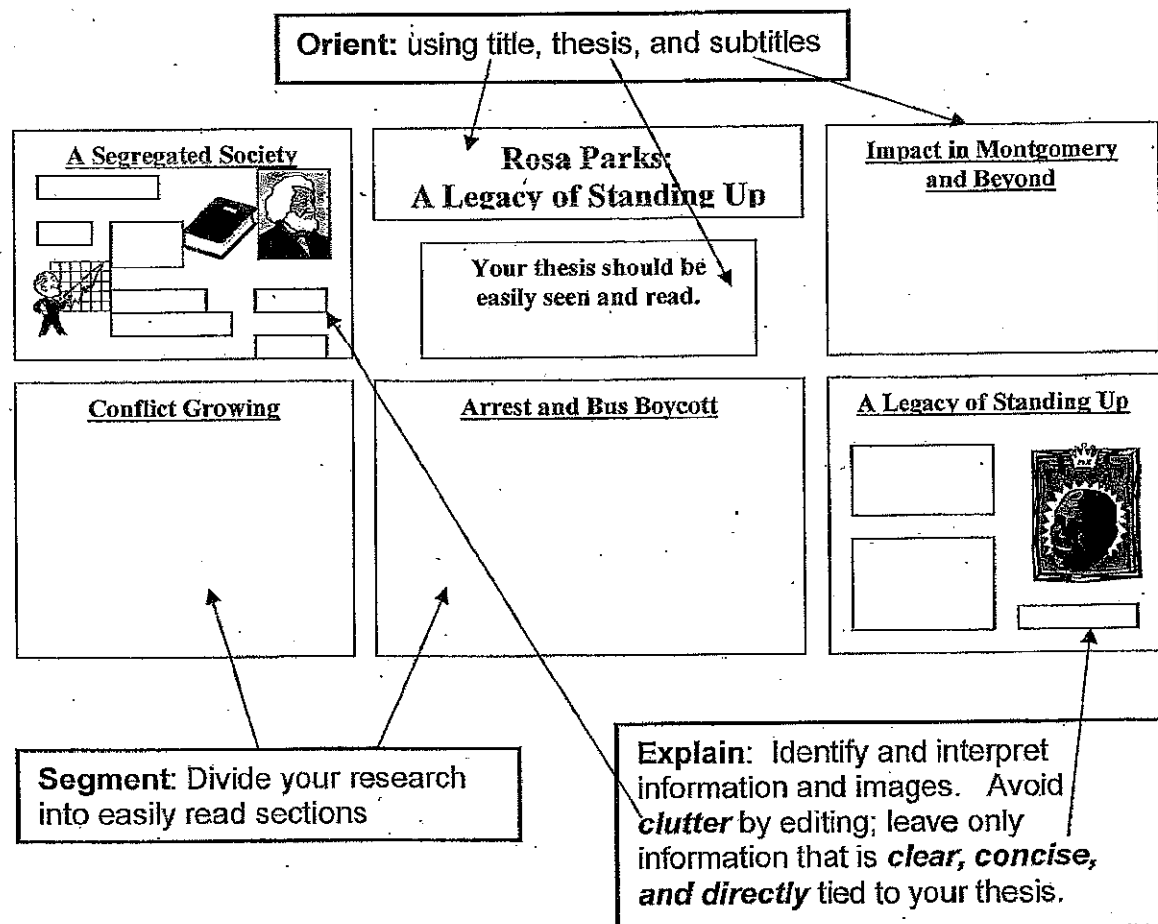 Orient: using title, thesis, and subtitles
A Segregated Society
Rosa Parks:
A Legacy of Standing Up
Your thesis should be
easily seen and read.
Impact in Montgomery
and Beyond
Conflict Growing
Arrest and Bus Boycott
A Legacy of Standing Up
Segment: Divide your research
into easily read sections
Explain: Identify and interpret
information and images. Avoid
clutter by editing; leave only
information that is clear, concise,
and directly tied to your thesis.